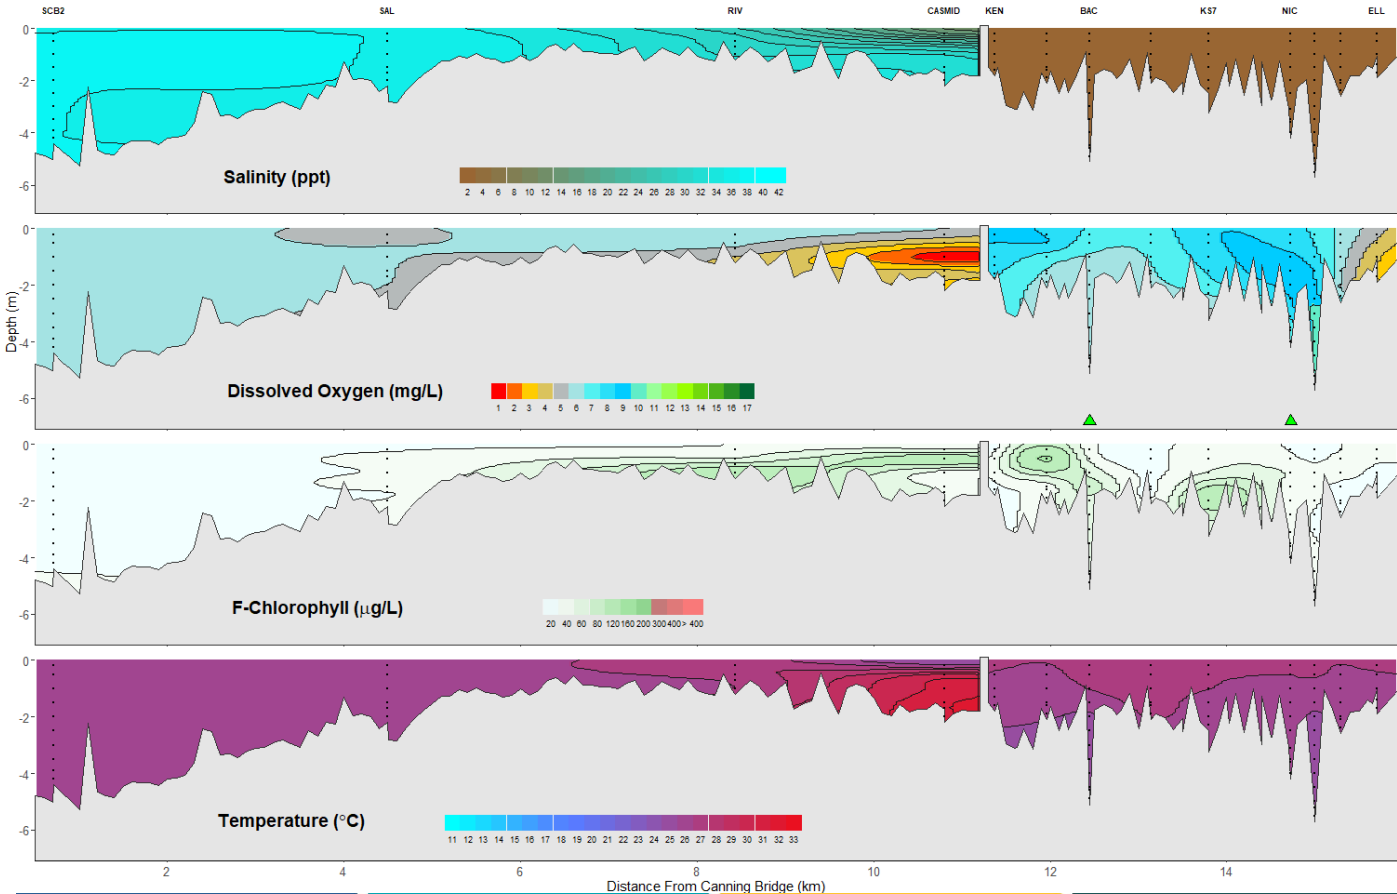 SCB2 SAL RIV CASMID KEN BAC KS7 NIC ELL
0
-2
-4
-6
Salinity (ppt)
2 4 6 8 10 12 14 16 18 20 22 24 26 28 30 32 34 36 38 40 42
0
-2
-4
-6
Depth (m)
Dissolved Oxygen (mg/L)
1 2 3 4 5 6 7 8 9 10 11 12 13 14 15 16 17
0
-2
-4
-6
F-Chlorophyll (μg/L)
20 40 60 80 120 160 200 300 400 > 400
0
-2
-4
-6
Temperature (°C)
11 12 13 14 15 16 17 18 19 20 21 22 23 24 25 26 27 28 29 30 31 32 33
2 4 6 8 10 12 14
Distance From Canning Bridge (km)